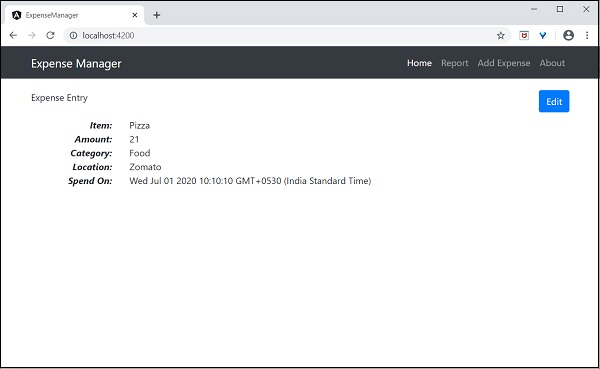 ExpenseManager
localhost:4200
Expense Manager
Home Report Add Expense About
Expense Entry
Edit
Item: Pizza
Amount: 21
Category: Food
Location: Zomato
Spend On: Wed Jul 01 2020 10:10:10 GMT+0530 (India Standard Time)